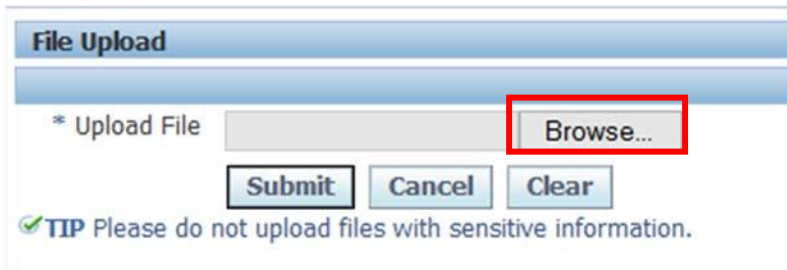 File Upload
* Upload File Browse...
Submit Cancel Clear
TIP Please do not upload files with sensitive information.